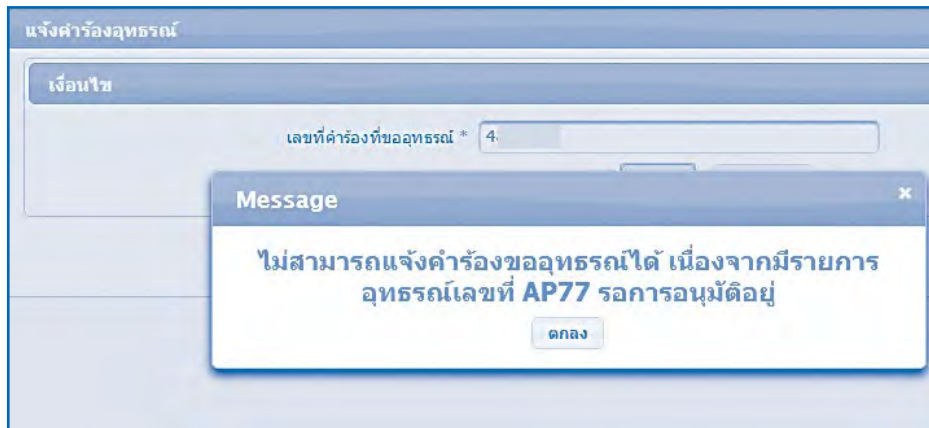 แจ้งคำร้องอุทธรณ์
เงื่อนไข
เลขที่คำร้องที่ขออุทธรณ์ * 4
Message ×
ไม่สามารถแจ้งคำร้องขออุทธรณ์ได้ เนื่องจากมีรายการ
อุทธรณ์เลขที่ AP77 รอการอนุมัติอยู่
ตกลง